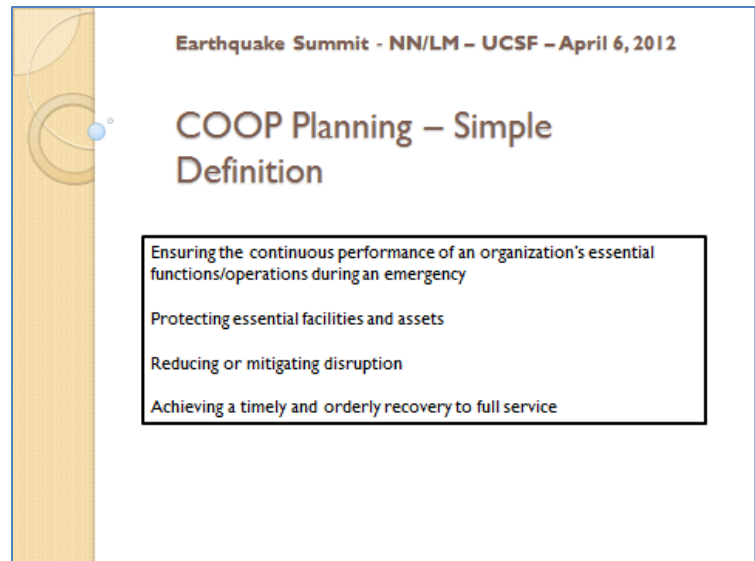 Earthquake Summit - NN/LM – UCSF – April 6, 2012
COOP Planning – Simple
Definition
Ensuring the continuous performance of an organization's essential
functions/operations during an emergency
Protecting essential facilities and assets
Reducing or mitigating disruption
Achieving a timely and orderly recovery to full service